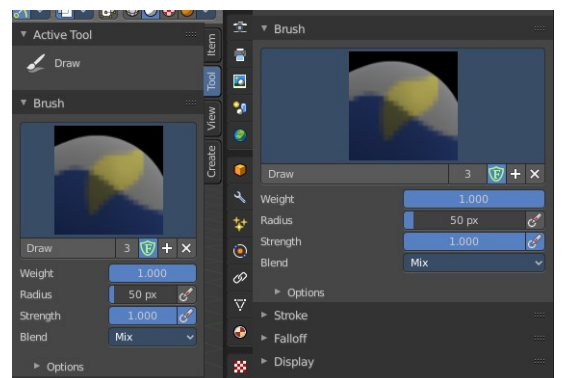 Active Tool
Draw
Brush
Draw 3 F
Weight 1.000
Radius 50 px
Strength 1.000
Blend Mix
Options
Item
Tool
View
Create
Brush
Draw 3 F
Weight 1.000
Radius 50 px
Strength 1.000
Blend Mix
Options
Stroke
Falloff
Display